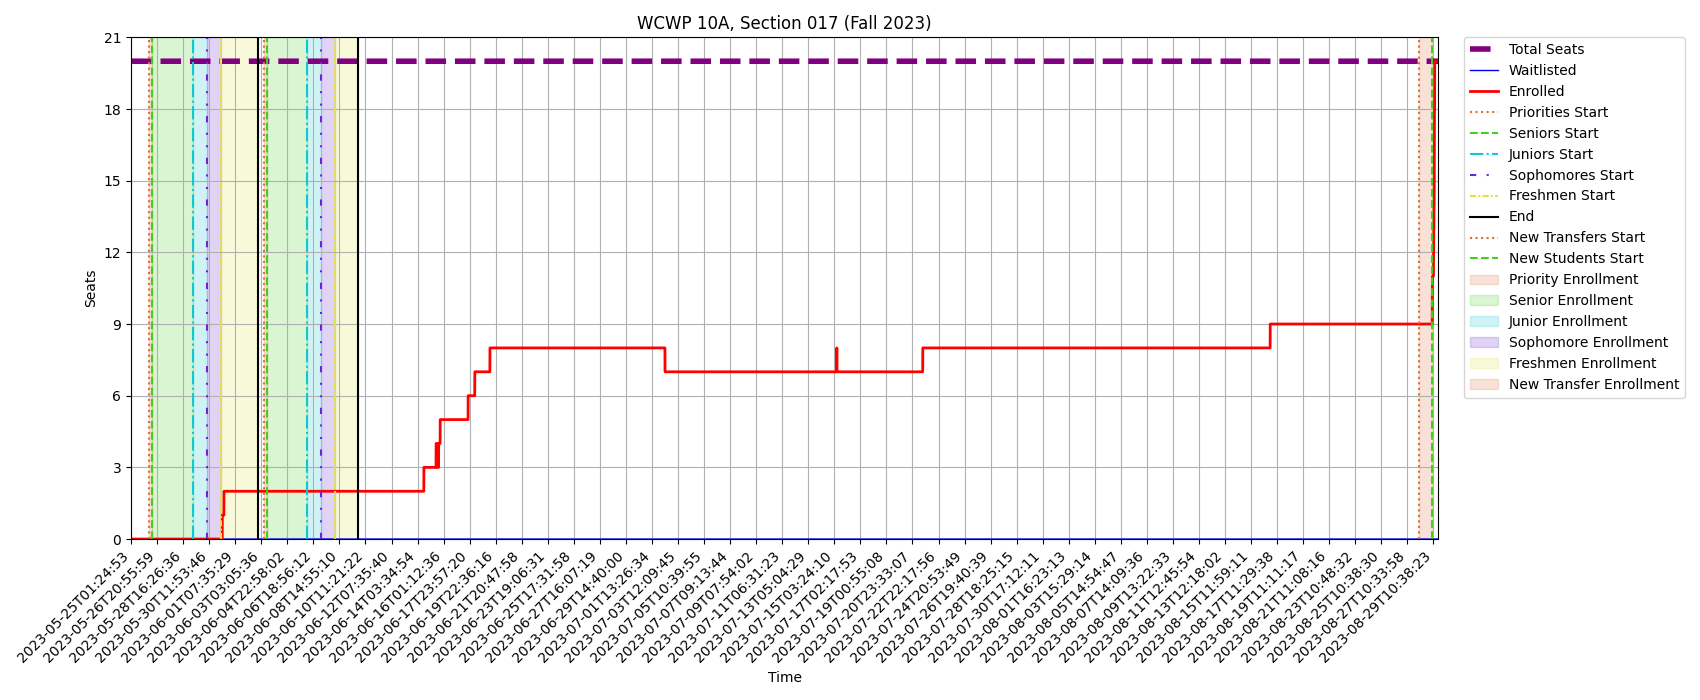 WCWP 10A, Section 017 (Fall 2023)
21
18
15
12
9
6
3
0
Seats
2023-05-25T01:24:53
2023-05-26T20:55:59
2023-05-28T16:26:36
2023-05-30T11:53:46
2023-06-01T07:35:29
2023-06-03T03:05:36
2023-06-04T22:58:02
2023-06-06T18:56:12
2023-06-08T14:55:10
2023-06-10T11:21:22
2023-06-12T07:35:40
2023-06-14T03:34:54
2023-06-16T01:12:36
2023-06-17T23:57:20
2023-06-19T22:36:16
2023-06-21T20:47:58
2023-06-23T19:06:31
2023-06-25T17:31:58
2023-06-27T16:07:19
2023-06-29T14:40:00
2023-07-01T13:26:34
2023-07-03T12:09:45
2023-07-05T10:39:55
2023-07-07T09:13:44
2023-07-09T07:54:02
2023-07-11T06:31:23
2023-07-13T05:04:29
2023-07-15T03:24:10
2023-07-17T02:17:53
2023-07-19T00:55:08
2023-07-20T23:33:07
2023-07-22T22:17:56
2023-07-24T20:53:49
2023-07-26T19:40:39
2023-07-28T18:25:15
2023-07-30T17:12:11
2023-08-01T16:23:13
2023-08-03T15:29:14
2023-08-05T14:54:47
2023-08-07T14:09:36
2023-08-09T13:22:33
2023-08-11T12:45:54
2023-08-13T12:18:02
2023-08-15T11:59:11
2023-08-17T11:29:38
2023-08-19T11:11:17
2023-08-21T11:08:16
2023-08-23T10:48:32
2023-08-25T10:38:30
2023-08-27T10:33:58
2023-08-29T10:38:23
Time
Total Seats
Waitlisted
Enrolled
Priorities Start
Seniors Start
Juniors Start
Sophomores Start
Freshmen Start
End
New Transfers Start
New Students Start
Priority Enrollment
Senior Enrollment
Junior Enrollment
Sophomore Enrollment
Freshmen Enrollment
New Transfer Enrollment